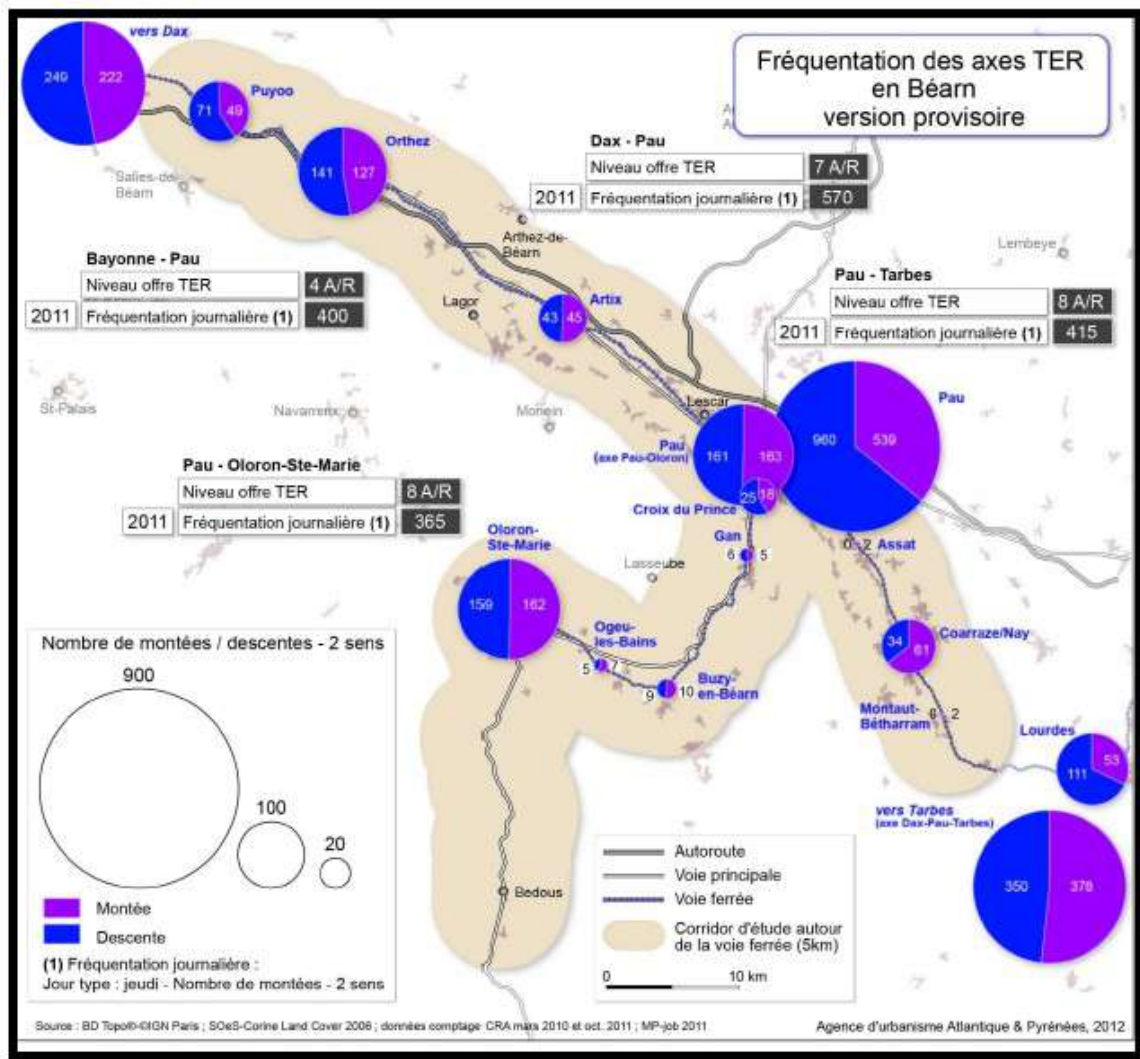 Fréquentation des axes TER
en Béarn
version provisoire
vers Dax
249 222
Puyoo
71 49
Orthez
141 127
Salies-de-
Béarn
Dax - Pau
Niveau offre TER 7 A/R
2011 Fréquentation journalière (1) 570
Arthez-de-
Béarn
Lembeye
Bayonne - Pau
Niveau offre TER 4 A/R
2011 Fréquentation journalière (1) 400
Lagor
Artix
43 45
Pau - Tarbes
Niveau offre TER 8 A/R
2011 Fréquentation journalière (1) 415
St-Palais
Navarrenx
Monein
Lescar
Pau
960 539
Pau
(axe Pau-Oloron)
161 163
Pau - Oloron-Ste-Marie
Niveau offre TER 8 A/R
2011 Fréquentation journalière (1) 365
Croix du Prince
25 18
Oloron-
Ste-Marie
159 162
Gan
6 5
Lasseube
0 2 Assat
Ogeu-
les-Bains
5 7
Buzy-
en-Béarn
9 10
Coarraze/Nay
34 61
Montaut-
Bétharram
2
Lourdes
111 53
vers Tarbes
(axe Dax-Pau-Tarbes)
350 378
Bedous
Nombre de montées / descentes - 2 sens
900
100
20
Montée
Descente
(1) Fréquentation journalière :
Jour type : jeudi - Nombre de montées - 2 sens
Autoroute
Voie principale
Voie ferrée
Corridor d'étude autour
de la voie ferrée (5km)
0 10 km
Source : BD Topo®-©IGN Paris ; SOeS-Corine Land Cover 2006 ; données comptage CRA mars 2010 et oct. 2011 ; MP-job 2011
Agence d'urbanisme Atlantique & Pyrénées, 2012